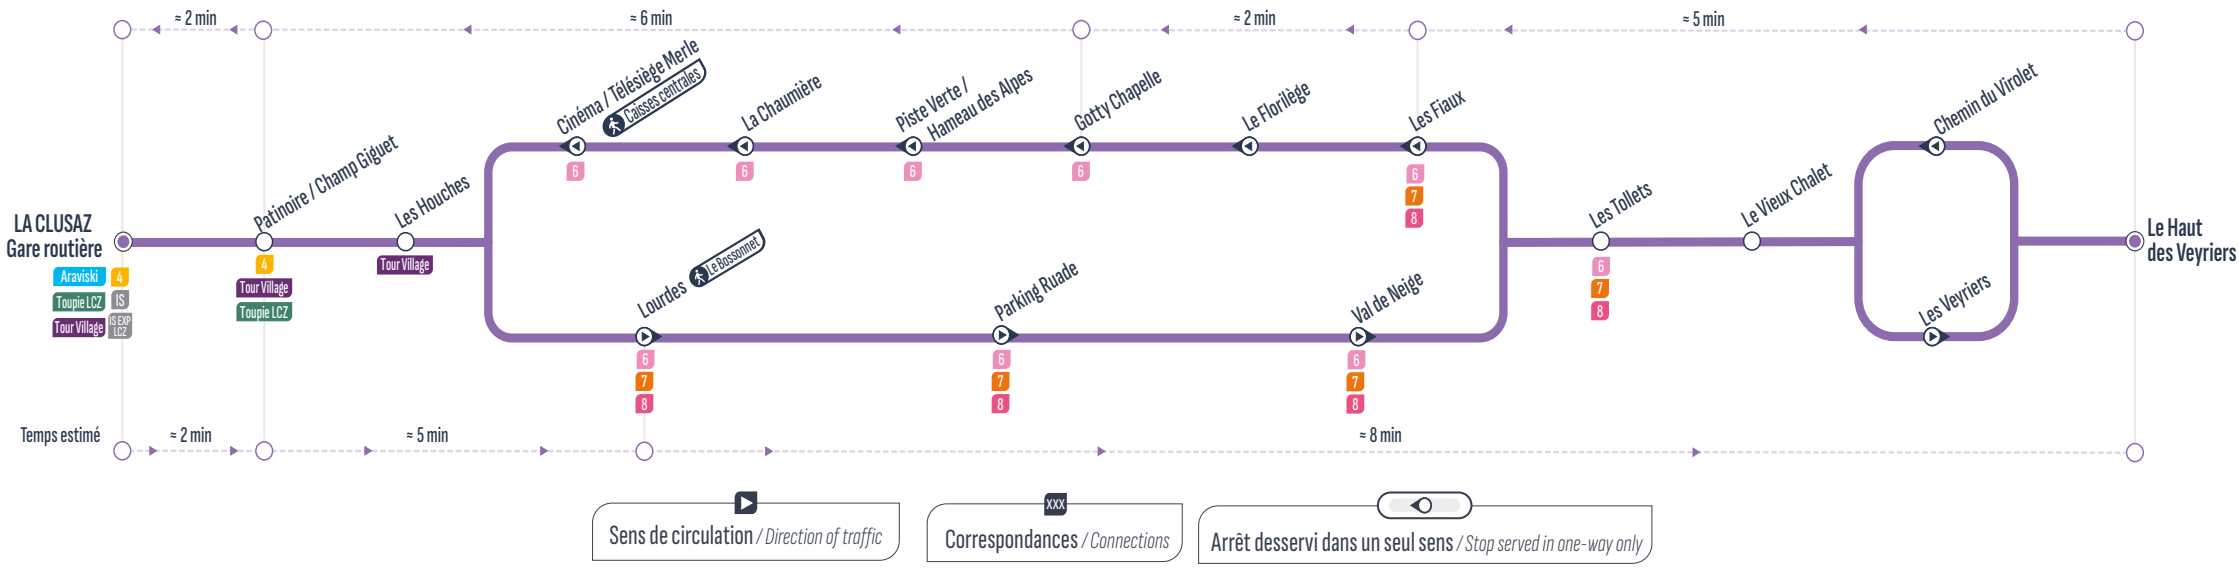 ≈ 2 min
≈ 6 min
≈ 2 min
≈ 5 min
Cinéma / Télésiège Merle
Caisses centrales
La Chaumière
Piste Verte /
Hameau des Alpes
Gotty Chapelle
Le Florilège
Les Fiaux
Chemin du Virolet
6
6
6
6
6
7
8
LA CLUSAZ
Gare routière
Araviski
4
Toupie LCZ
IS
Tour Village
IS EXP
LCZ
Patinoire / Champ Giguet
4
Tour Village
Toupie LCZ
Les Houches
Tour Village
Les Tollets
6
7
8
Le Vieux Chalet
Le Haut
des Veyriers
Lourdes
Le Bossonnet
6
7
8
Parking Ruade
6
7
8
Val de Neige
6
7
8
Les Veyriers
Temps estimé
≈ 2 min
≈ 5 min
≈ 8 min
Sens de circulation / Direction of traffic
XXX
Correspondances / Connections
Arrêt desservi dans un seul sens / Stop served in one-way only